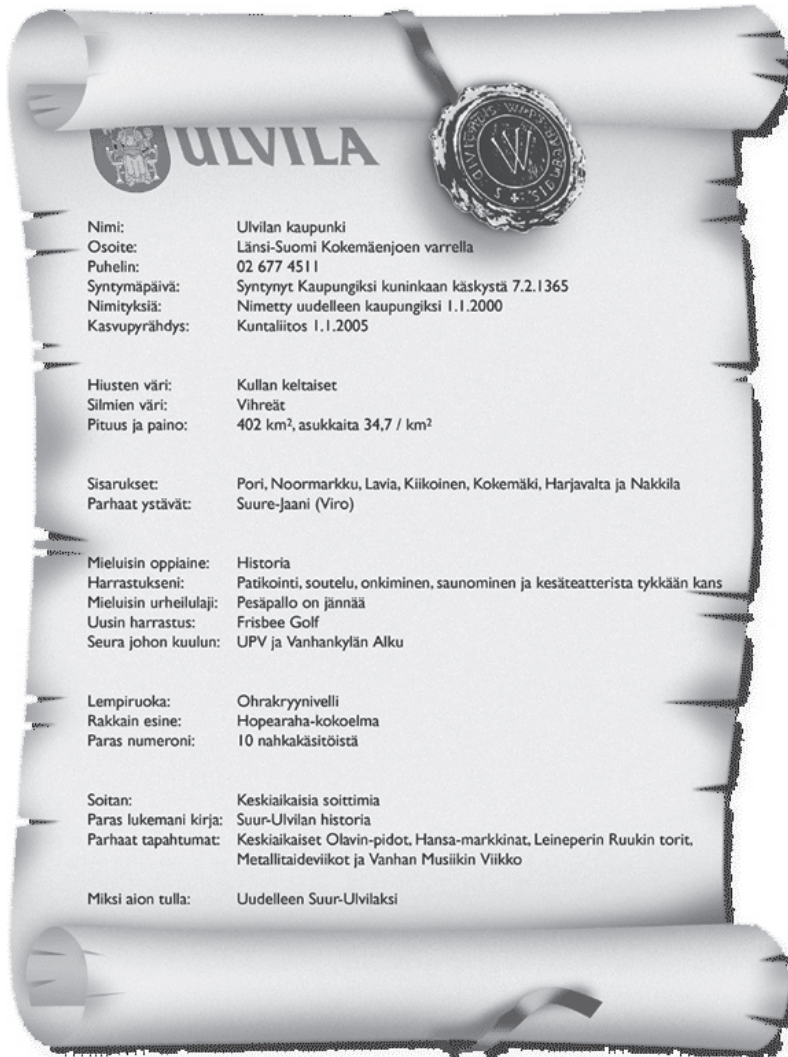 ULVILA
Nimi: Ulvilan kaupunki
Osoite: Länsi-Suomi Kokemäenjoen varrella
Puhelin: 02 677 4511
Syntymäpäivä: Syntynyt Kaupungiksi kuninkaan käskystä 7.2.1365
Nimityksiä: Nimetty uudelleen kaupungiksi 1.1.2000
Kasvupyrähdys: Kuntaliitos 1.1.2005
Hiusten väri: Kullan keltaiset
Silmien väri: Vihreät
Pituus ja paino: 402 km², asukkaita 34,7 / km²
Sisarukset: Pori, Noormarkku, Lavia, Kiikoinen, Kokemäki, Harjavalta ja Nakkila
Parhaat ystävät: Suure-Jaani (Viro)
Mieluisin oppiaine: Historia
Harrastukseni: Patikointi, soutelu, onkiminen, saunominen ja kesäteatterista tykkään kans
Mieluisin urheilulaji: Pesäpallo on jännää
Uusin harrastus: Frisbee Golf
Seura johon kuulun: UPV ja Vanhankylän Alku
Lempiruoka: Ohrakryynivelli
Rakkain esine: Hopearaha-kokoelma
Paras numeroni: 10 nahkakäsitöistä
Soitan: Keskiaikaisia soittimia
Paras lukemani kirja: Suur-Ulvilan historia
Parhaat tapahtumat: Keskiaikaiset Olavin-pidot, Hansa-markkinat, Leineperin Ruukin torit,
Metallitaideviikot ja Vanhan Musiikin Viikko
Miksi aion tulla: Uudelleen Suur-Ulvilaksi